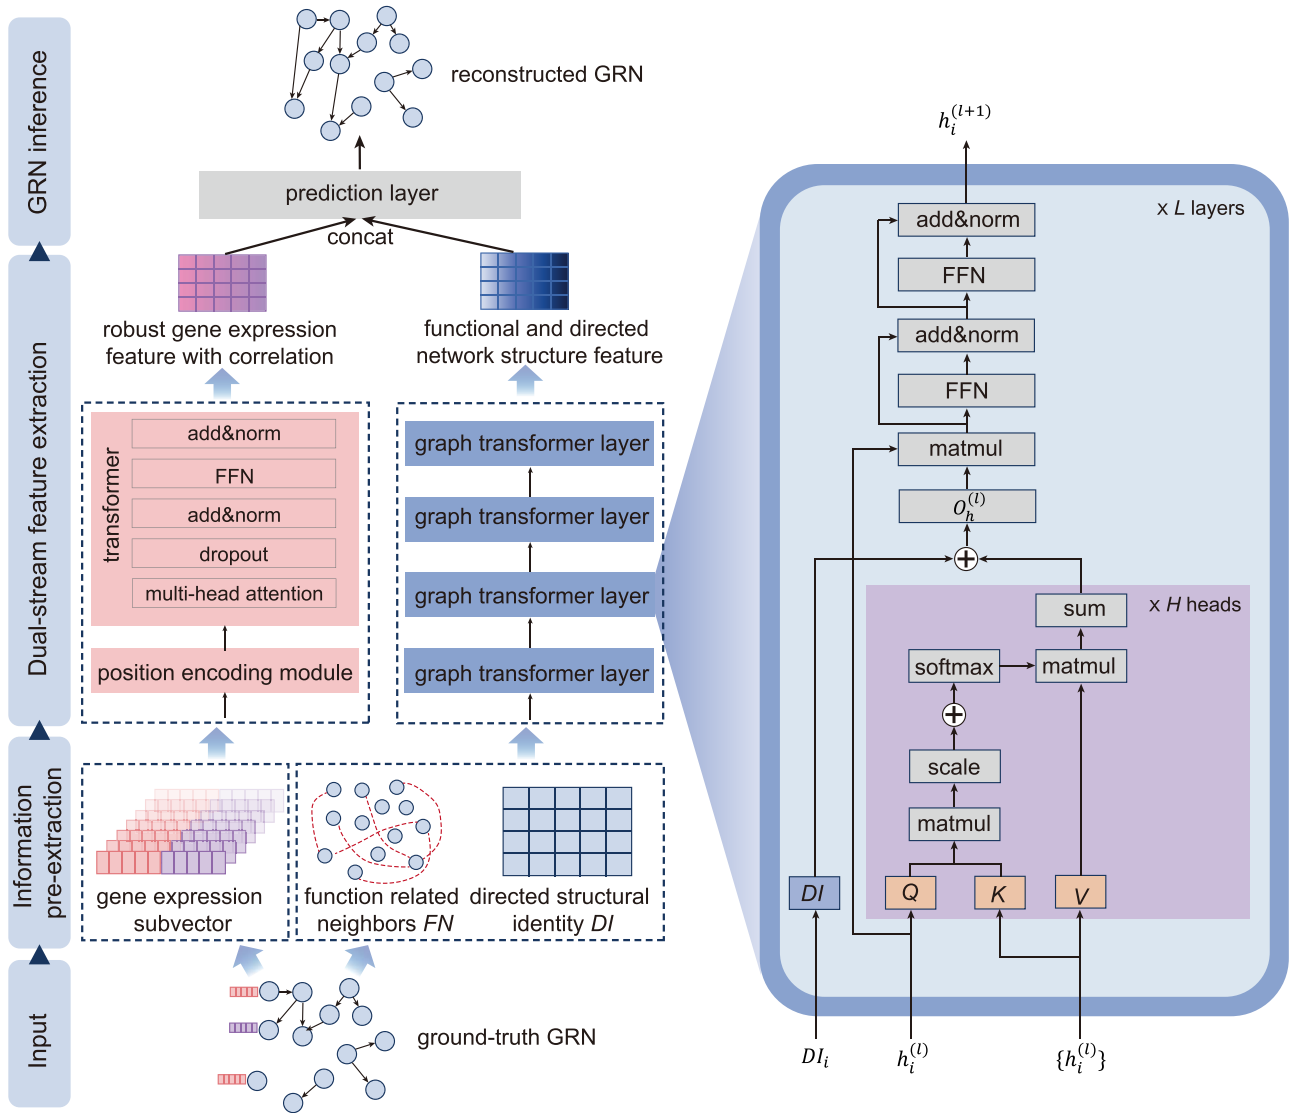 GRN inference
Dual-stream feature extraction
Information
pre-extraction
Input
reconstructed GRN
prediction layer
concat
robust gene expression
feature with correlation
functional and directed
network structure feature
transformer
add&norm
FFN
add&norm
dropout
multi-head attention
position encoding module
graph transformer layer
graph transformer layer
graph transformer layer
graph transformer layer
gene expression
subvector
function related
neighbors FN
directed structural
identity DI
ground-truth GRN
h_i^{(l+1)}
x L layers
add&norm
FFN
add&norm
FFN
matmul
O_h^{(l)}
x H heads
sum
softmax
matmul
scale
matmul
DI
Q
K
V
DI_i
h_i^{(l)}
{h_i^{(l)}}